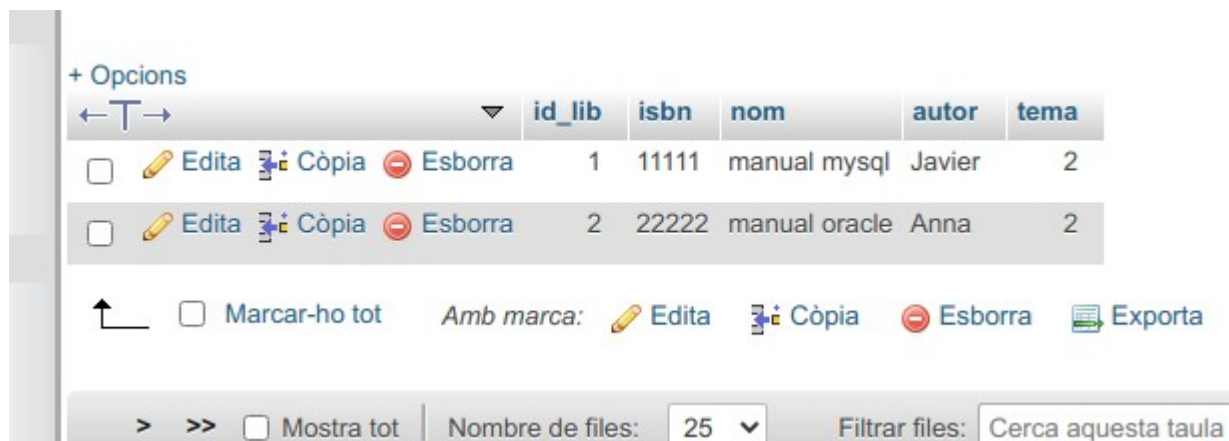 + Opcions
id_lib isbn nom autor tema
Edita Còpia Esborra 1 11111 manual mysql Javier 2
Edita Còpia Esborra 2 22222 manual oracle Anna 2
Marcar-ho tot Amb marca: Edita Còpia Esborra Exporta
> >> Mostra tot Nombre de files: 25 Filtrar files: Cerca aquesta taula